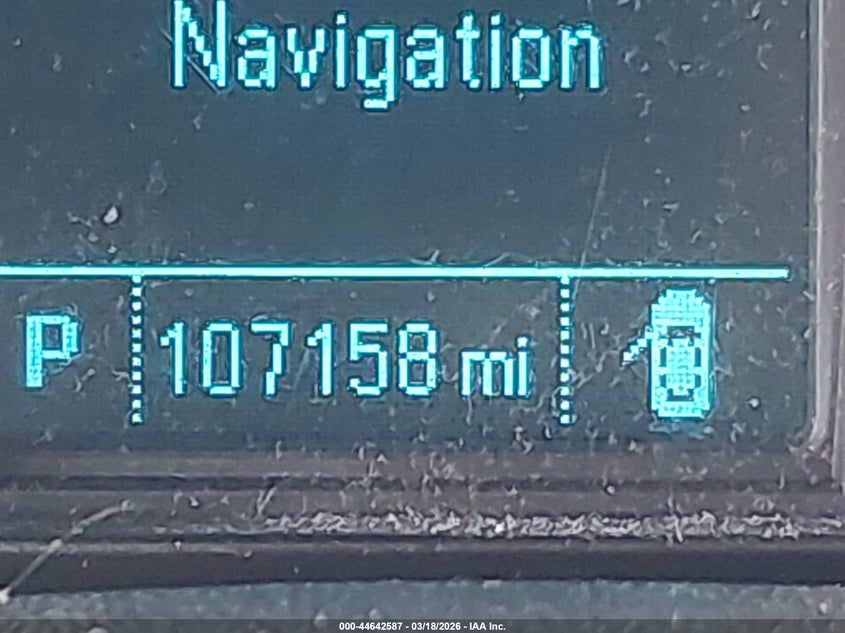 Navigation
P 107158 mi
000-44642587 - 03/18/2026 - IAA Inc.